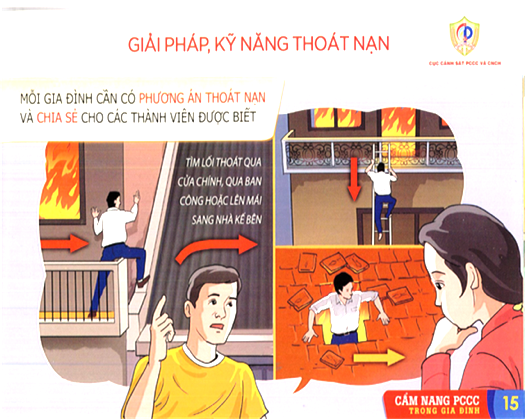 GIẢI PHÁP, KỸ NĂNG THOÁT NẠN
CỤC CẢNH SÁT PCCC VÀ CNCH
MỖI GIA ĐÌNH CẦN CÓ PHƯƠNG ÁN THOÁT NẠN
VÀ CHIA SẺ CHO CÁC THÀNH VIÊN ĐƯỢC BIẾT
TÌM LỐI THOÁT QUA
CỬA CHÍNH, QUA BAN
CÔNG HOẶC LÊN MÁI
SANG NHÀ KẾ BÊN
CẨM NANG PCCC
TRONG GIA ĐÌNH
15